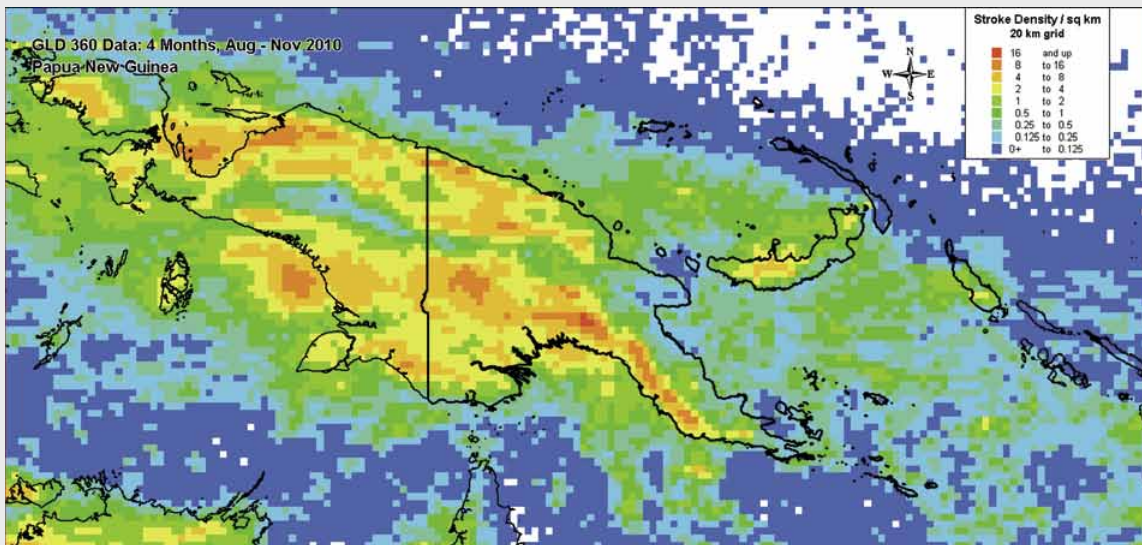 GLD 360 Data: 4 Months, Aug - Nov 2010
Papua New Guinea
N
W E
S
Stroke Density / sq km
20 km grid
16 and up
8 to 16
4 to 8
2 to 4
1 to 2
0.5 to 1
0.25 to 0.5
0.125 to 0.25
0+ to 0.125